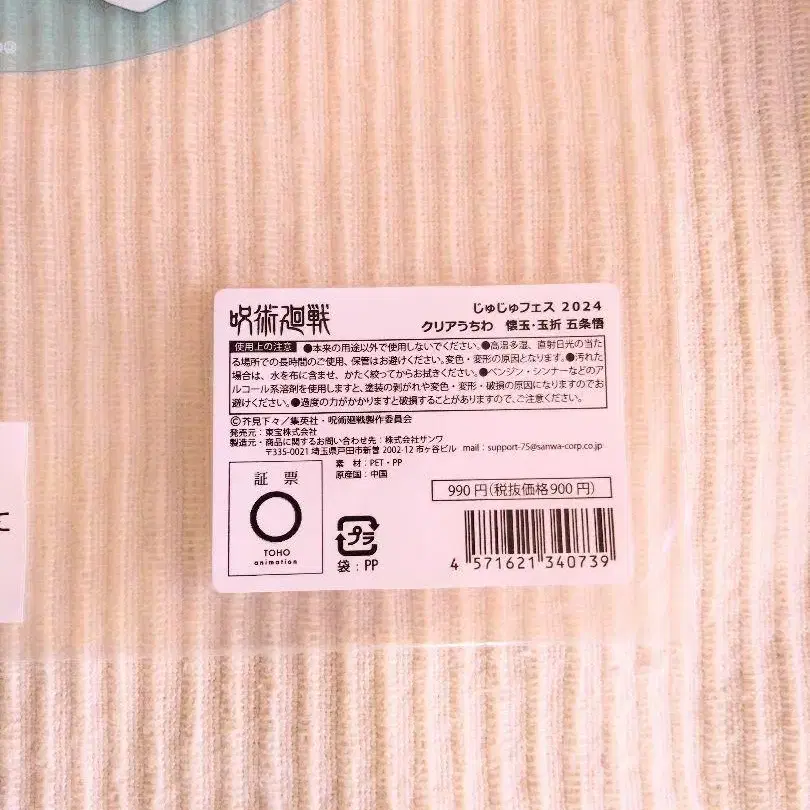 呪術廻戦
じゅじゅフェス 2024
クリアうちわ 懐玉・玉折 五条悟
使用上の注意 ●本来の用途以外で使用しないでください。●高温多湿、直射日光の当た
る場所での長時間のご使用、保管はお避けください。変色・変形の原因となります。●汚れた
場合は、水を布に含ませ、かたく絞ってからお拭きください。●ベンジン・シンナーなどのア
ルコール系溶剤を使用しますと、塗装の剥がれや変色・変形・破損の原因になりますのでお
避けください。●過度の力がかかりますと破損することがありますので、ご注意ください。
©芥見下々／集英社・呪術廻戦製作委員会
発売元：東宝株式会社
製造元・商品に関するお問い合わせ先：株式会社サンワ
〒335-0021 埼玉県戸田市新曽 2002-12 市ヶ谷ビル mail：support-75@sanwa-corp.co.jp
素 材：PET・PP
原産国：中国
証 票
TOHO
animation
プラ
袋：PP
990 円(税抜価格900 円)
4 571621 340739
て